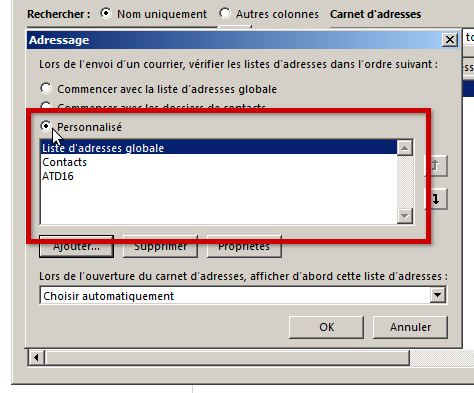 Rechercher : Nom uniquement Autres colonnes Carnet d'adresses
Adressage
Lors de l'envoi d'un courrier, vérifier les listes d'adresses dans l'ordre suivant :
Commencer avec la liste d'adresses globale
Commencer avec les dossiers de contacts
Personnalisé
Liste d'adresses globale
Contacts
ATD16
Ajouter... Supprimer Propriétés
Lors de l'ouverture du carnet d'adresses, afficher d'abord cette liste d'adresses :
Choisir automatiquement
OK Annuler